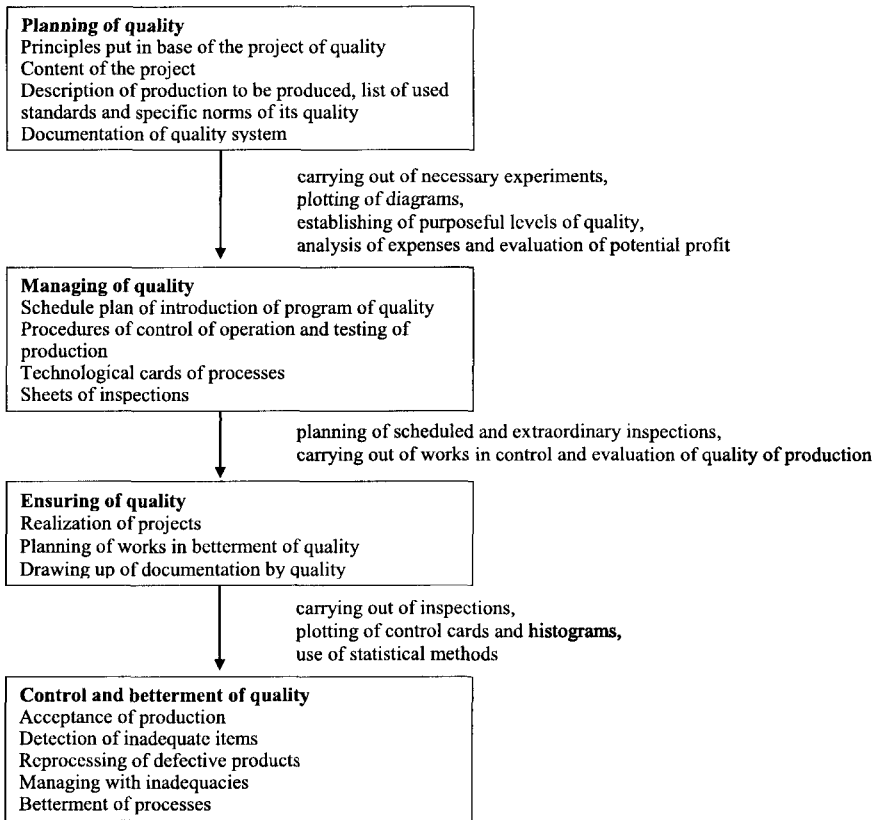 Planning of quality
Principles put in base of the project of quality
Content of the project
Description of production to be produced, list of used
standards and specific norms of its quality
Documentation of quality system
carrying out of necessary experiments,
plotting of diagrams,
establishing of purposeful levels of quality,
analysis of expenses and evaluation of potential profit
Managing of quality
Schedule plan of introduction of program of quality
Procedures of control of operation and testing of
production
Technological cards of processes
Sheets of inspections
planning of scheduled and extraordinary inspections,
carrying out of works in control and evaluation of quality of production
Ensuring of quality
Realization of projects
Planning of works in betterment of quality
Drawing up of documentation by quality
carrying out of inspections,
plotting of control cards and histograms,
use of statistical methods
Control and betterment of quality
Acceptance of production
Detection of inadequate items
Reprocessing of defective products
Managing with inadequacies
Betterment of processes